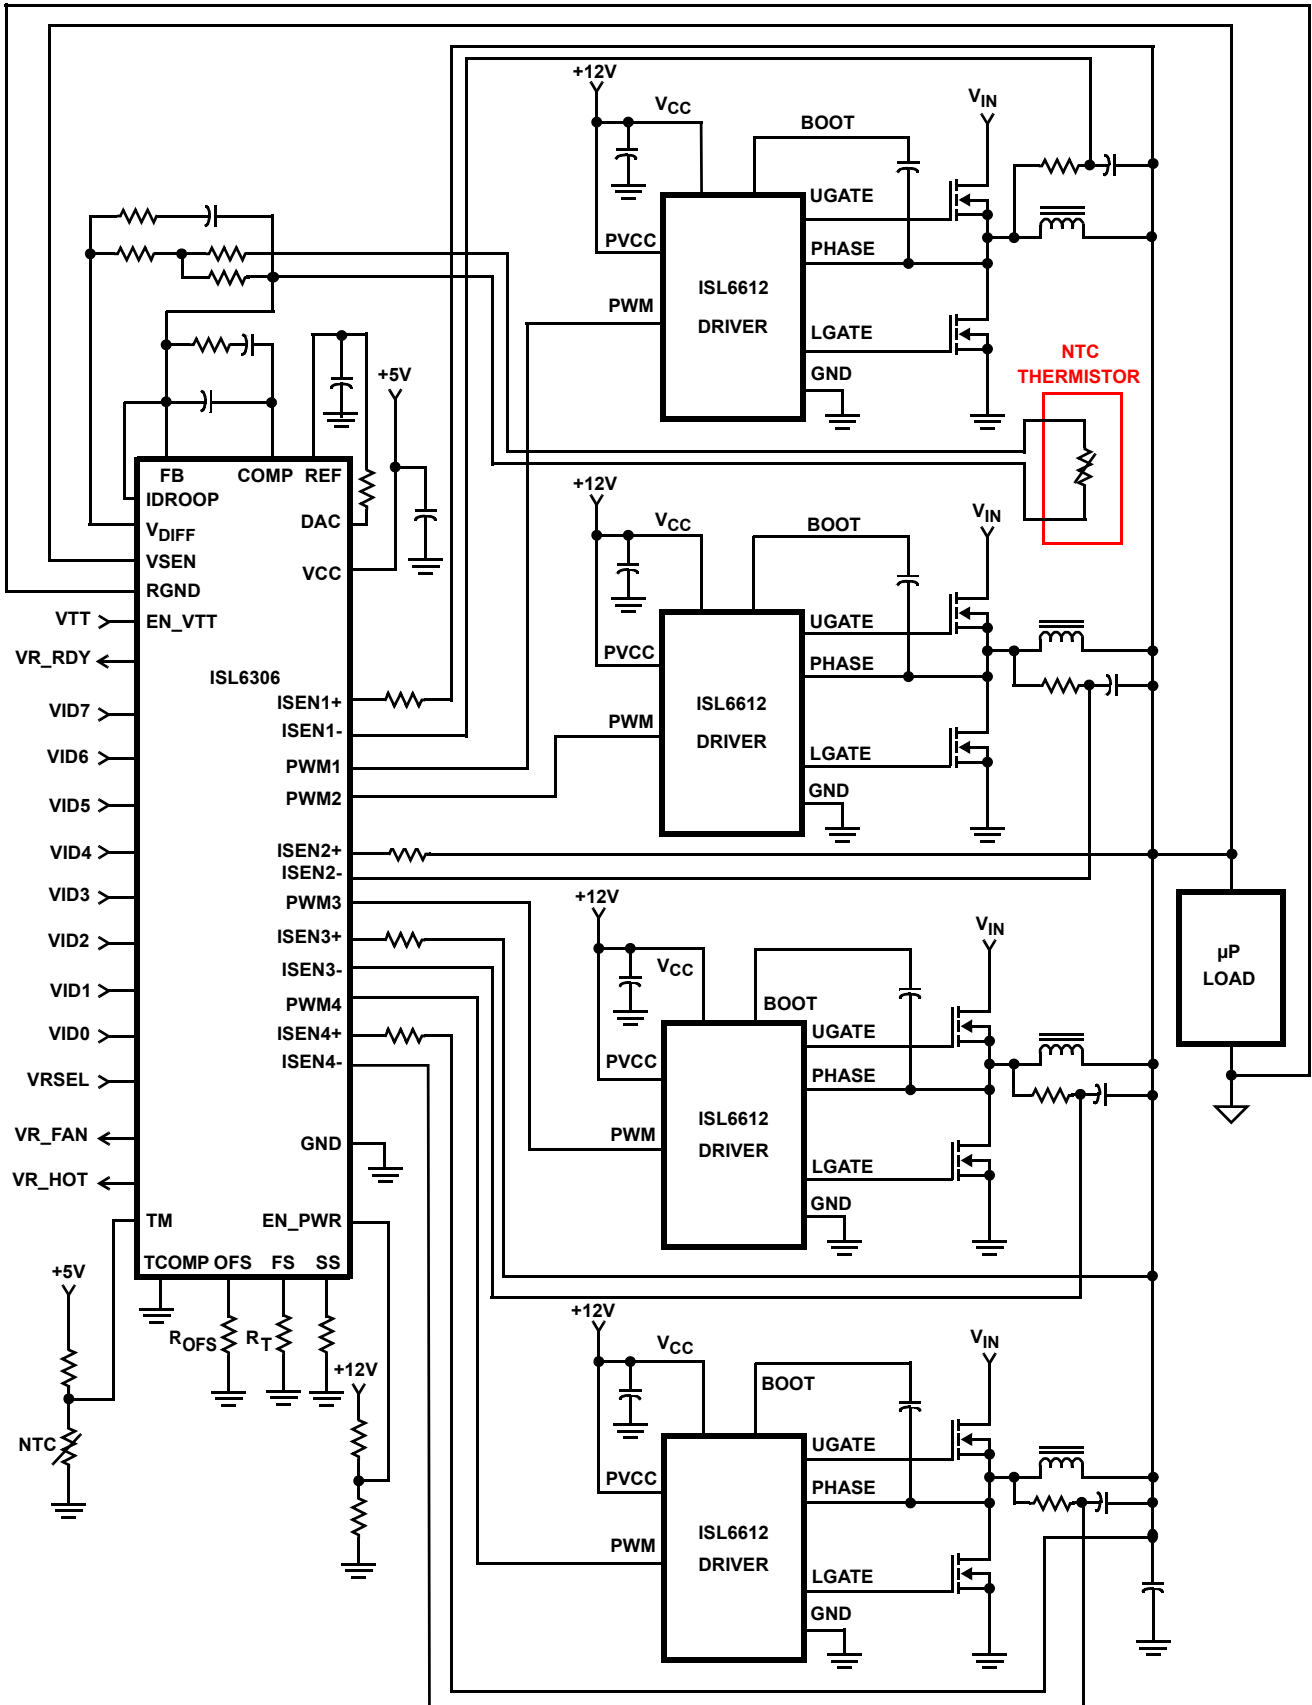 +12V
VCC
BOOT
VIN
UGATE
PVCC
PHASE
ISL6612
DRIVER
PWM
LGATE
GND
NTC
THERMISTOR
+5V
FB
COMP
REF
IDROOP
DAC
VDIFF
VSEN
VCC
RGND
VTT
EN_VTT
VR_RDY
ISL6306
ISEN1+
VID7
ISEN1-
VID6
PWM1
PWM2
VID5
VID4
ISEN2+
ISEN2-
VID3
PWM3
VID2
ISEN3+
ISEN3-
VID1
PWM4
VID0
ISEN4+
ISEN4-
VRSEL
VR_FAN
GND
VR_HOT
TM
EN_PWR
TCOMP
OFS
FS
SS
+5V
ROFS
RT
+12V
NTC
+12V
VCC
BOOT
VIN
UGATE
PVCC
PHASE
ISL6612
DRIVER
PWM
LGATE
GND
+12V
VCC
BOOT
VIN
UGATE
PVCC
PHASE
ISL6612
DRIVER
PWM
LGATE
GND
µP
LOAD
+12V
VCC
BOOT
VIN
UGATE
PVCC
PHASE
ISL6612
DRIVER
PWM
LGATE
GND